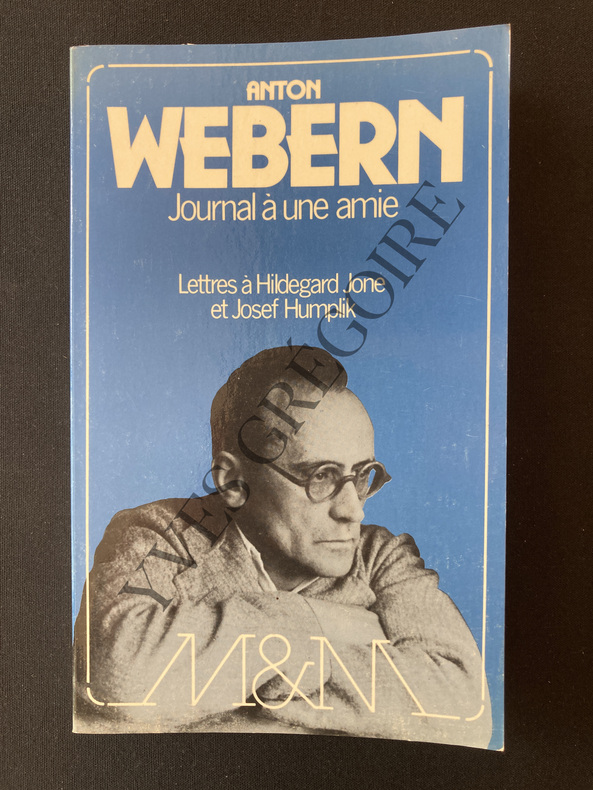 ANTON
WEBERN
Journal à une amie
Lettres à Hildegard Jone
et Josef Humplik
YVES GRÉGOIRE
M&M